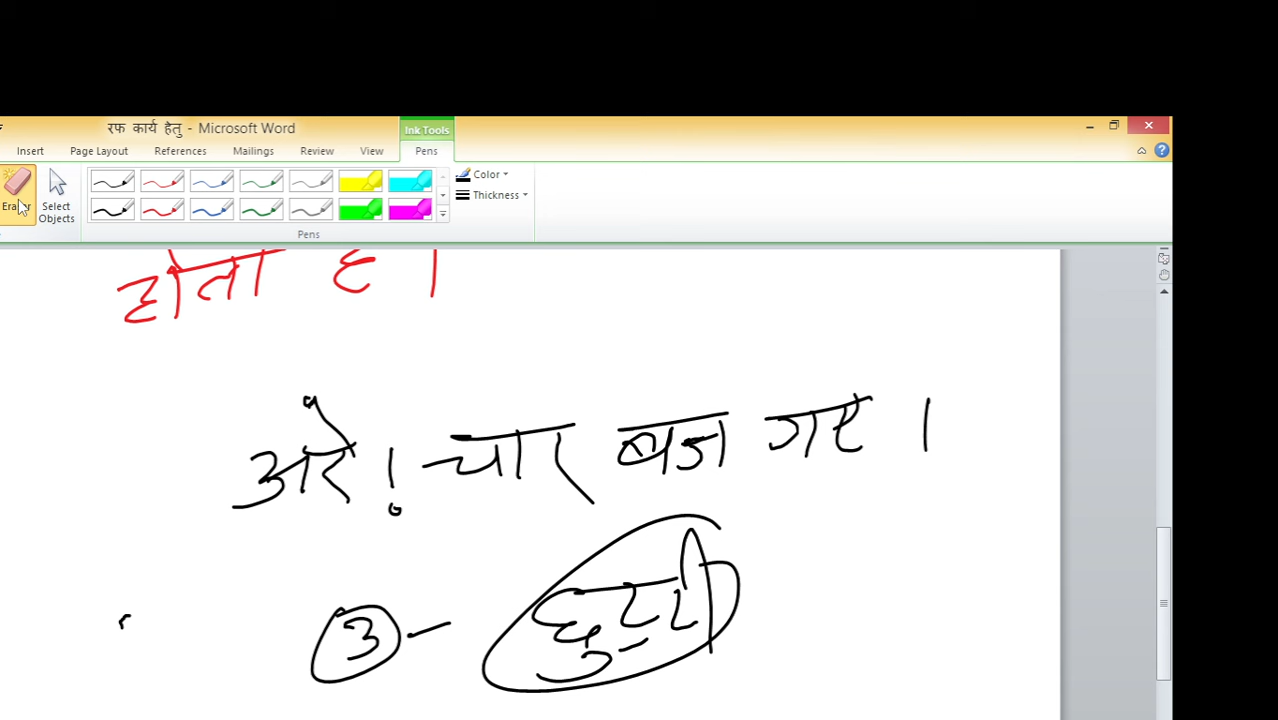 रफ कार्य हेतु - Microsoft Word
Ink Tools
Insert Page Layout References Mailings Review View Pens
Eraser
Select Objects
Color
Thickness
Pens
होता है।
अरे! चार बज गए।
3 - छुट्टी